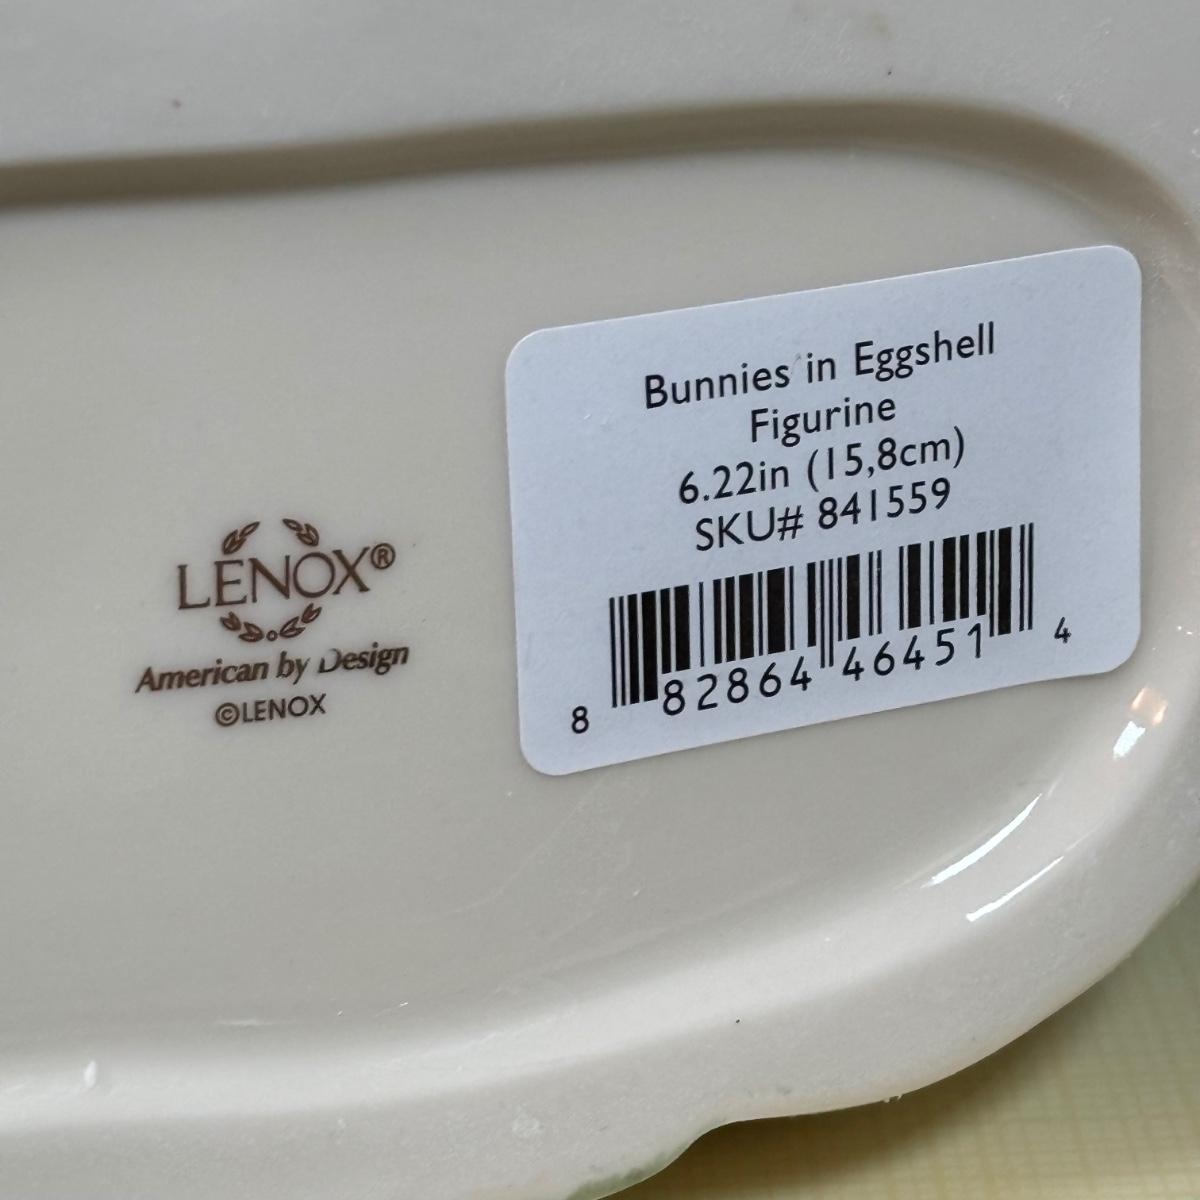 LENOX®
American by Design
©LENOX
Bunnies in Eggshell
Figurine
6.22in (15,8cm)
SKU# 841559
8 82864 46451 4